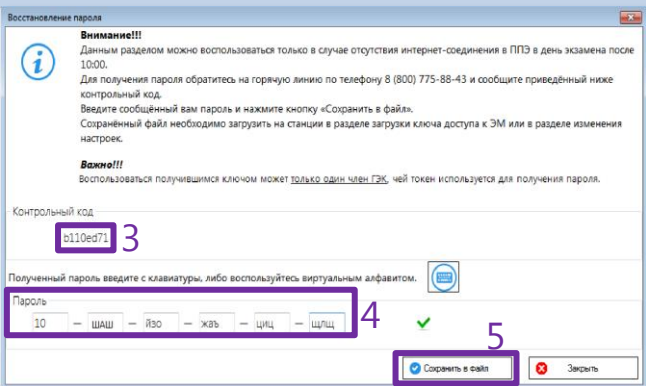 Восстановление пароля
Внимание!!!
Данным разделом можно воспользоваться только в случае отсутствия интернет-соединения в ППЭ в день экзамена после
10:00.
Для получения пароля обратитесь на горячую линию по телефону 8 (800) 775-88-43 и сообщите приведённый ниже
контрольный код.
Введите сообщённый вам пароль и нажмите кнопку «Сохранить в файл».
Сохранённый файл необходимо загрузить на станции в разделе загрузки ключа доступа к ЭМ или в разделе изменения
настроек.
Важно!!!
Воспользоваться получившимся ключом может только один член ГЭК, чей токен используется для получения пароля.
Контрольный код
b110ed71 3
Полученный пароль введите с клавиатуры, либо воспользуйтесь виртуальным алфавитом.
Пароль
10 — шаш — йзо — жаъ — циц — щлщ 4
5
Сохранить в файл Закрыть